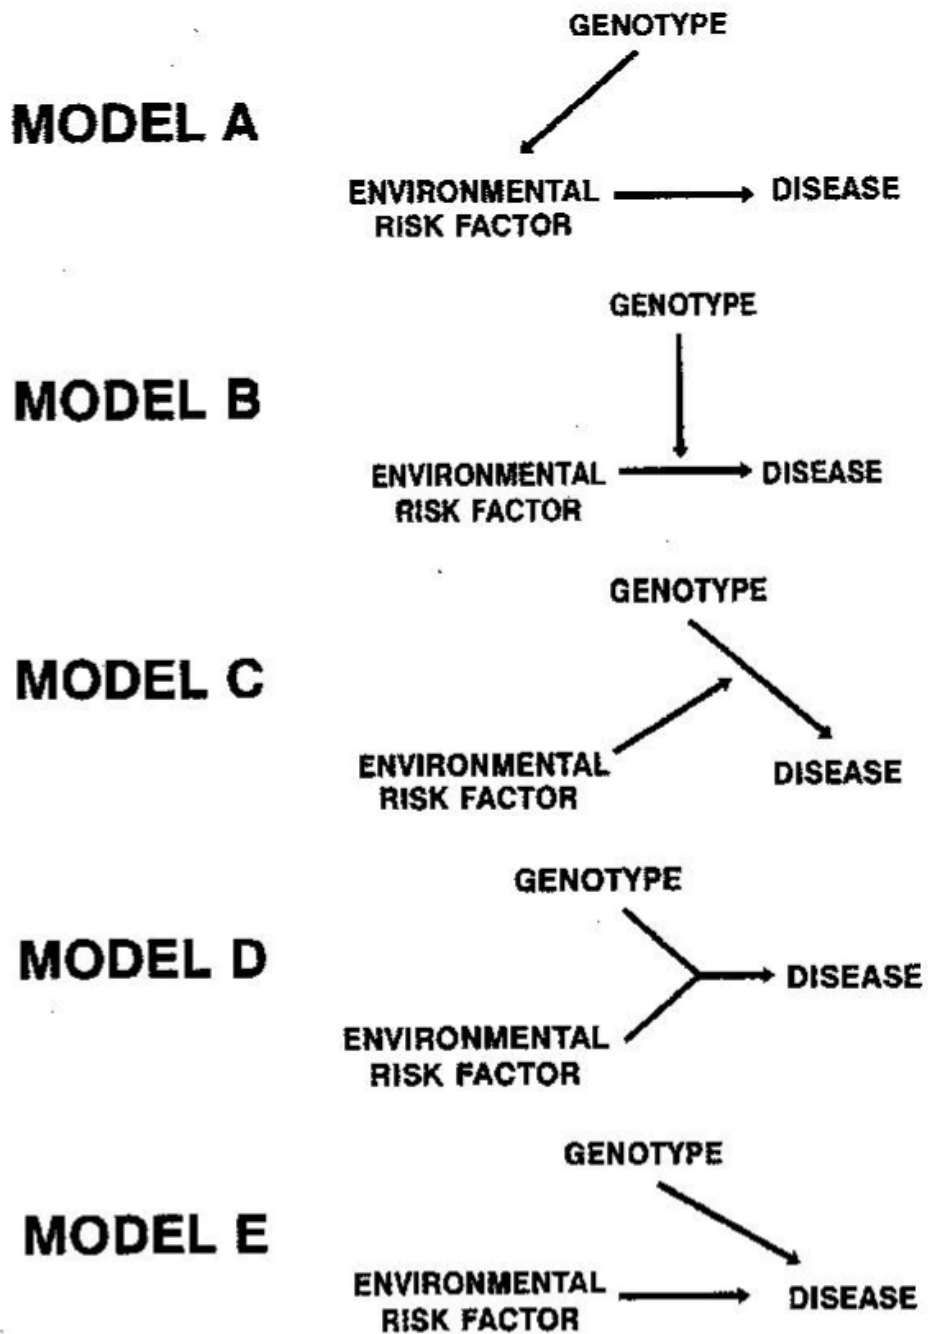 GENOTYPE
MODEL A
ENVIRONMENTAL
RISK FACTOR
DISEASE
GENOTYPE
MODEL B
ENVIRONMENTAL
RISK FACTOR
DISEASE
GENOTYPE
MODEL C
ENVIRONMENTAL
RISK FACTOR
DISEASE
GENOTYPE
MODEL D
DISEASE
ENVIRONMENTAL
RISK FACTOR
GENOTYPE
MODEL E
ENVIRONMENTAL
RISK FACTOR
DISEASE